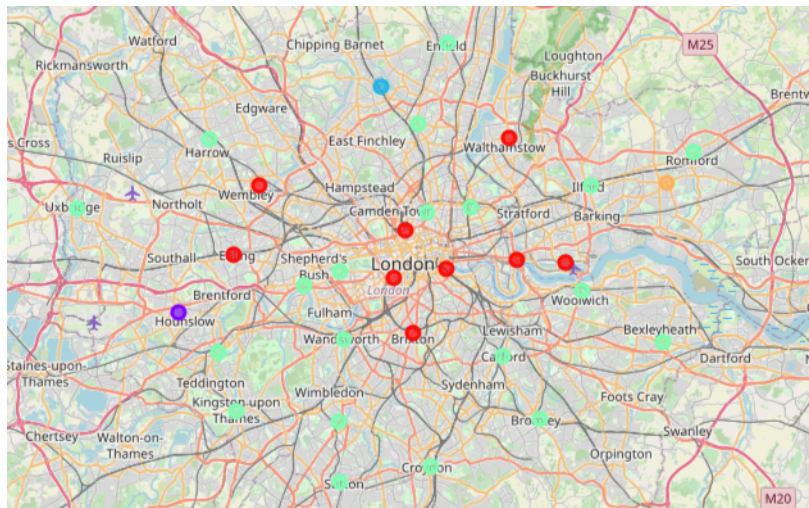 Watford
Chipping Barnet
Enfield
M25
Loughton
Rickmansworth
Buckhurst
Hill
Edgware
Brentw
s Cross
East Finchley
Walthamstow
Harrow
Ruislip
Romford
Hampstead
Ilford
Wembley
Uxbridge
Northolt
Camden Town
Stratford
Barking
Southall
Ealing
Shepherd's
Bush
London
South Ocke
London
Brentford
Woolwich
Hounslow
Fulham
Lewisham
Bexleyheath
Wandsworth
Brixton
Catford
Dartford
Staines-upon-
Thames
Teddington
Sydenham
Wimbledon
Foots Cray
Kingston upon
Thames
Bromley
Swanley
Chertsey
Walton-on-
Thames
Orpington
Croydon
Sutton
M20